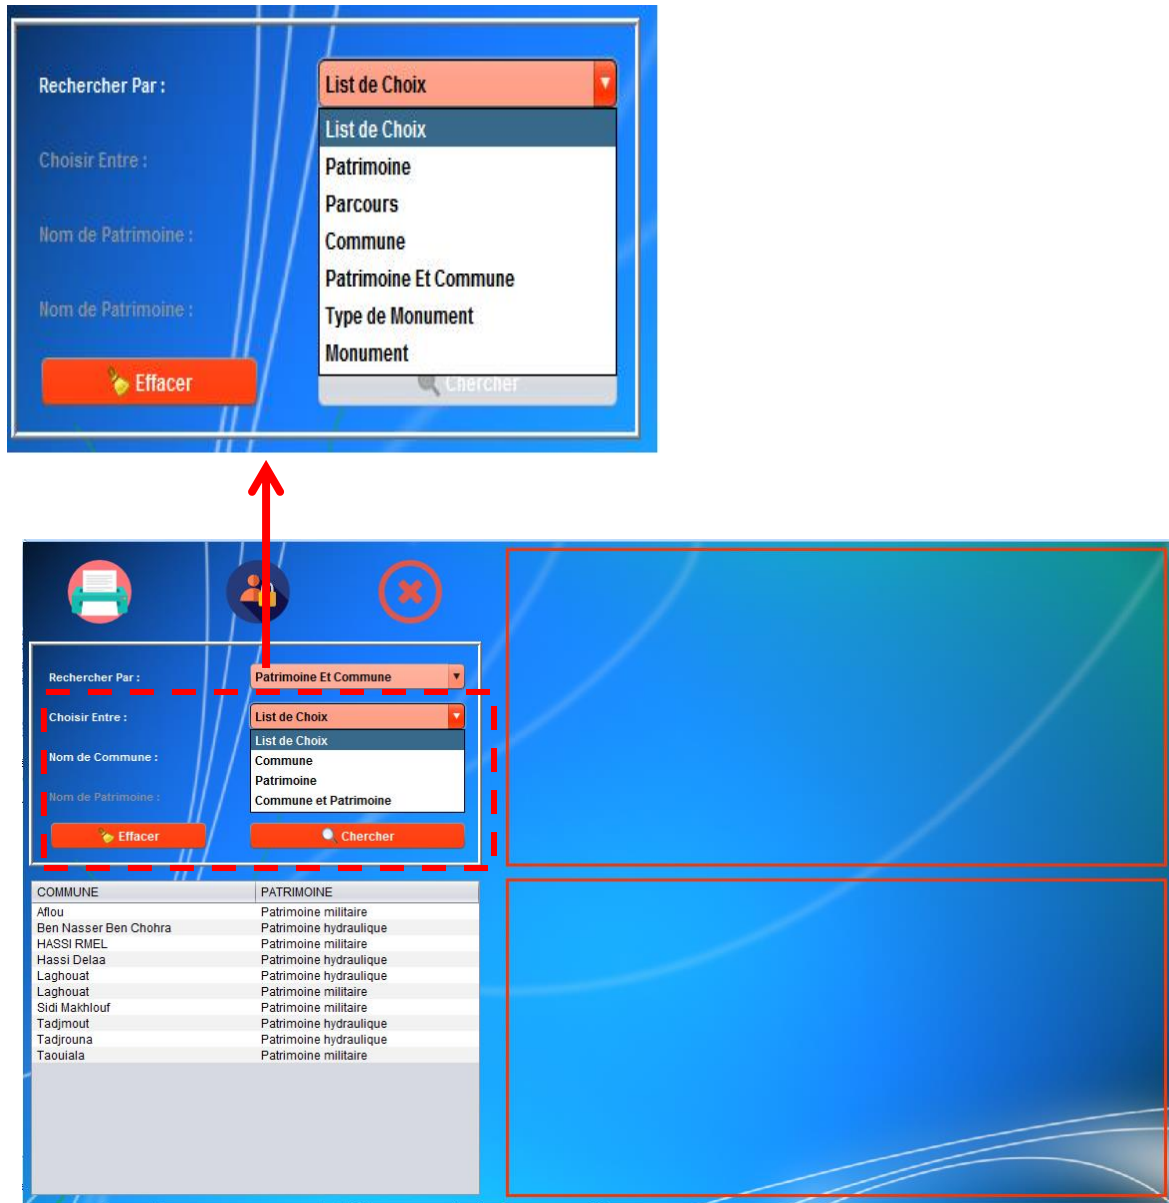 Rechercher Par : List de Choix
List de Choix
Choisir Entre :
Patrimoine
Parcours
Nom de Patrimoine :
Commune
Patrimoine Et Commune
Nom de Patrimoine :
Type de Monument
Monument
Effacer
Chercher
Rechercher Par : Patrimoine Et Commune
Choisir Entre : List de Choix
List de Choix
Nom de Commune : Commune
Patrimoine
Nom de Patrimoine : Commune et Patrimoine
Effacer Chercher
COMMUNE PATRIMOINE
Aflou Patrimoine militaire
Ben Nasser Ben Chohra Patrimoine hydraulique
HASSI RMEL Patrimoine militaire
Hassi Delaa Patrimoine hydraulique
Laghouat Patrimoine hydraulique
Laghouat Patrimoine militaire
Sidi Makhlouf Patrimoine militaire
Tadjmout Patrimoine hydraulique
Tadjrouna Patrimoine hydraulique
Taouiala Patrimoine militaire